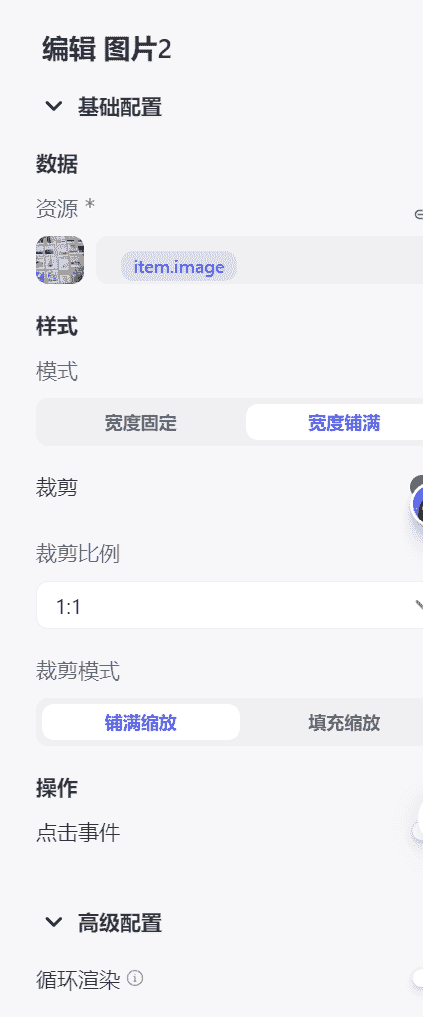 编辑 图片2
基础配置
数据
资源 *
item.image
样式
模式
宽度固定 宽度铺满
裁剪
裁剪比例
1:1
裁剪模式
铺满缩放 填充缩放
操作
点击事件
高级配置
循环渲染